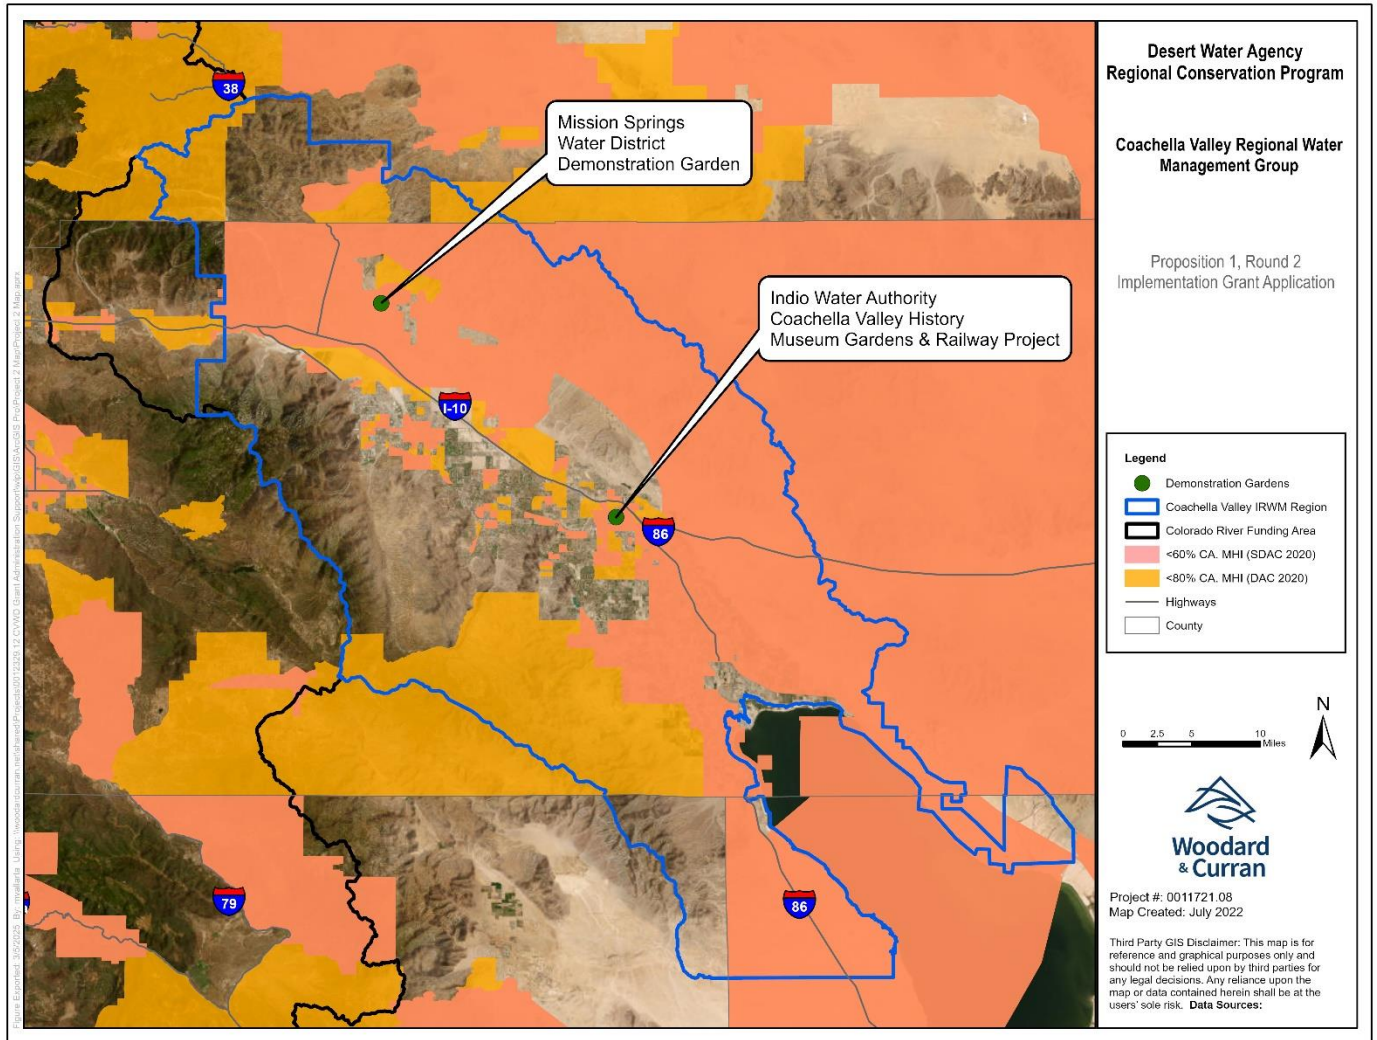 38
Mission Springs
Water District
Demonstration Garden
Indio Water Authority
Coachella Valley History
Museum Gardens & Railway Project
I-10
86
79
86
Desert Water Agency
Regional Conservation Program
Coachella Valley Regional Water
Management Group
Proposition 1, Round 2
Implementation Grant Application
Legend
Demonstration Gardens
Coachella Valley IRWM Region
Colorado River Funding Area
<60% CA. MHI (SDAC 2020)
<80% CA. MHI (DAC 2020)
Highways
County
N
0 2.5 5 10
Miles
Woodard
& Curran
Project #: 0011721.08
Map Created: July 2022
Third Party GIS Disclaimer: This map is for
reference and graphical purposes only and
should not be relied upon by third parties for
any legal decisions. Any reliance upon the
map or data contained herein shall be at the
users' sole risk. Data Sources: